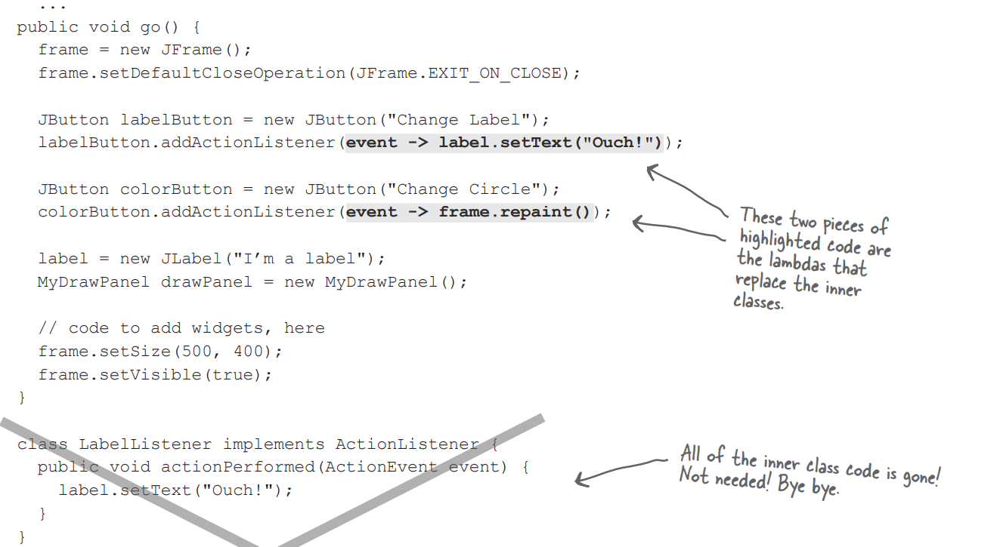 ...
public void go() {
frame = new JFrame();
frame.setDefaultCloseOperation(JFrame.EXIT_ON_CLOSE);
JButton labelButton = new JButton("Change Label");
labelButton.addActionListener(event -> label.setText("Ouch!"));
JButton colorButton = new JButton("Change Circle");
colorButton.addActionListener(event -> frame.repaint());
These two pieces of
highlighted code are
the lambdas that
replace the inner
classes.
label = new JLabel("I’m a label");
MyDrawPanel drawPanel = new MyDrawPanel();
// code to add widgets, here
frame.setSize(500, 400);
frame.setVisible(true);
}
class LabelListener implements ActionListener {
public void actionPerformed(ActionEvent event) {
label.setText("Ouch!");
}
}
All of the inner class code is gone!
Not needed! Bye bye.